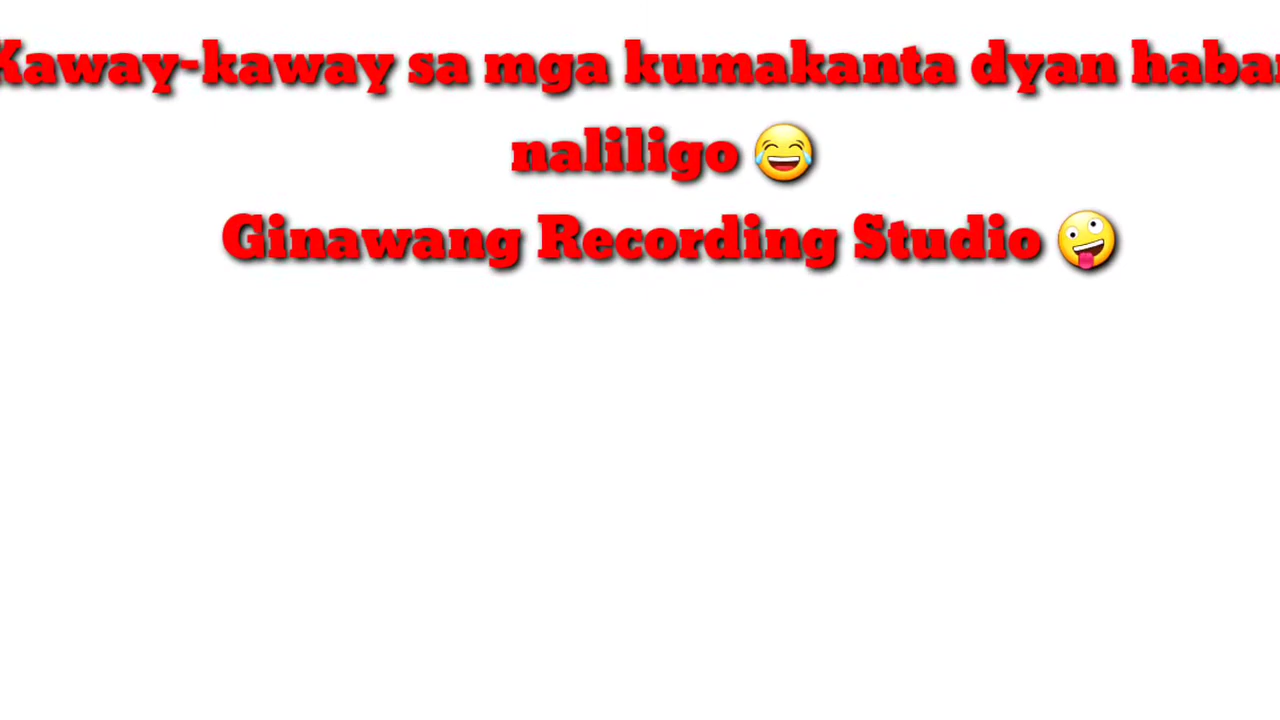 Kaway-kaway sa mga kumakanta dyan
naliligo 😂
Ginawang Recording Studio 🤪